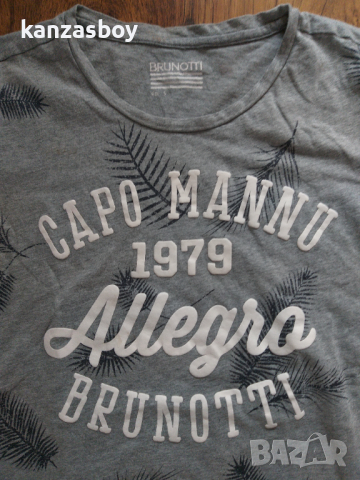 kanzasboy
BRUNOTTI
CAPO MANNU
1979
Allegro
BRUNOTTI
BAZAR